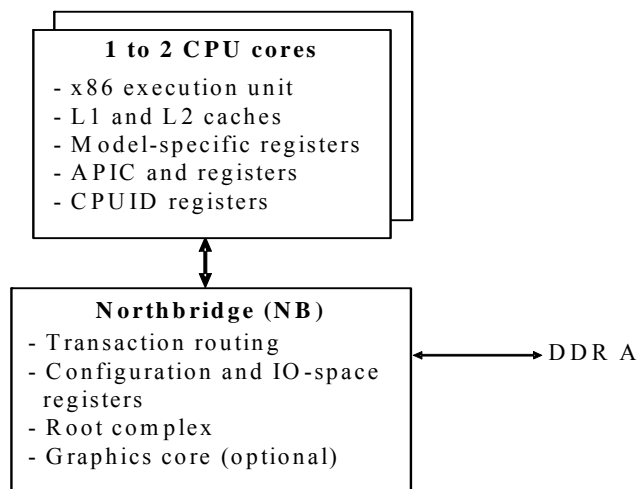 1 to 2 CPU cores
- x86 execution unit
- L1 and L2 caches
- Model-specific registers
- APIC and registers
- CPUID registers
Northbridge (NB)
- Transaction routing
- Configuration and IO-space
registers
- Root complex
- Graphics core (optional)
DDR A